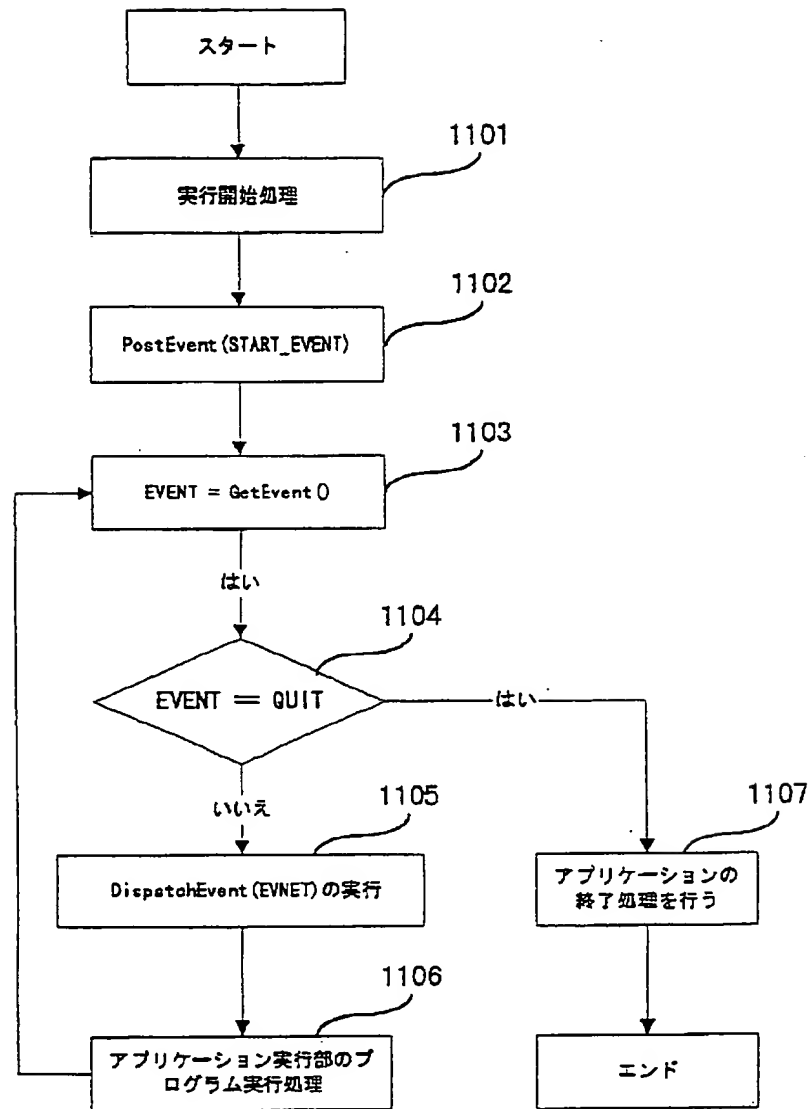 スタート
1101
実行開始処理
1102
PostEvent(START_EVENT)
1103
EVENT = GetEvent()
はい
1104
EVENT == QUIT
はい
いいえ
1105
1107
DispatchEvent(EVNET)の実行
アプリケーションの
終了処理を行う
1106
アプリケーション実行部のプ
ログラム実行処理
エンド